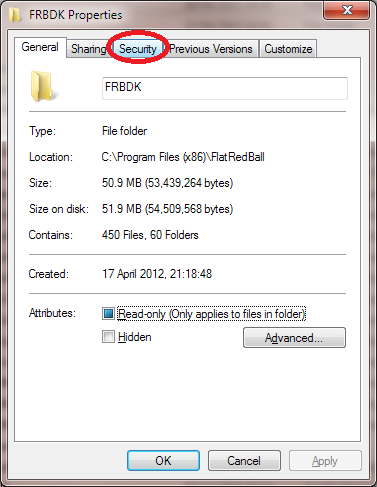 FRBDK Properties
General Sharing Security Previous Versions Customize
FRBDK
Type: File folder
Location: C:\Program Files (x86)\FlatRedBall
Size: 50.9 MB (53,439,264 bytes)
Size on disk: 51.9 MB (54,509,568 bytes)
Contains: 450 Files, 60 Folders
Created: 17 April 2012, 21:18:48
Attributes: Read-only (Only applies to files in folder)
Hidden Advanced...
OK Cancel Apply